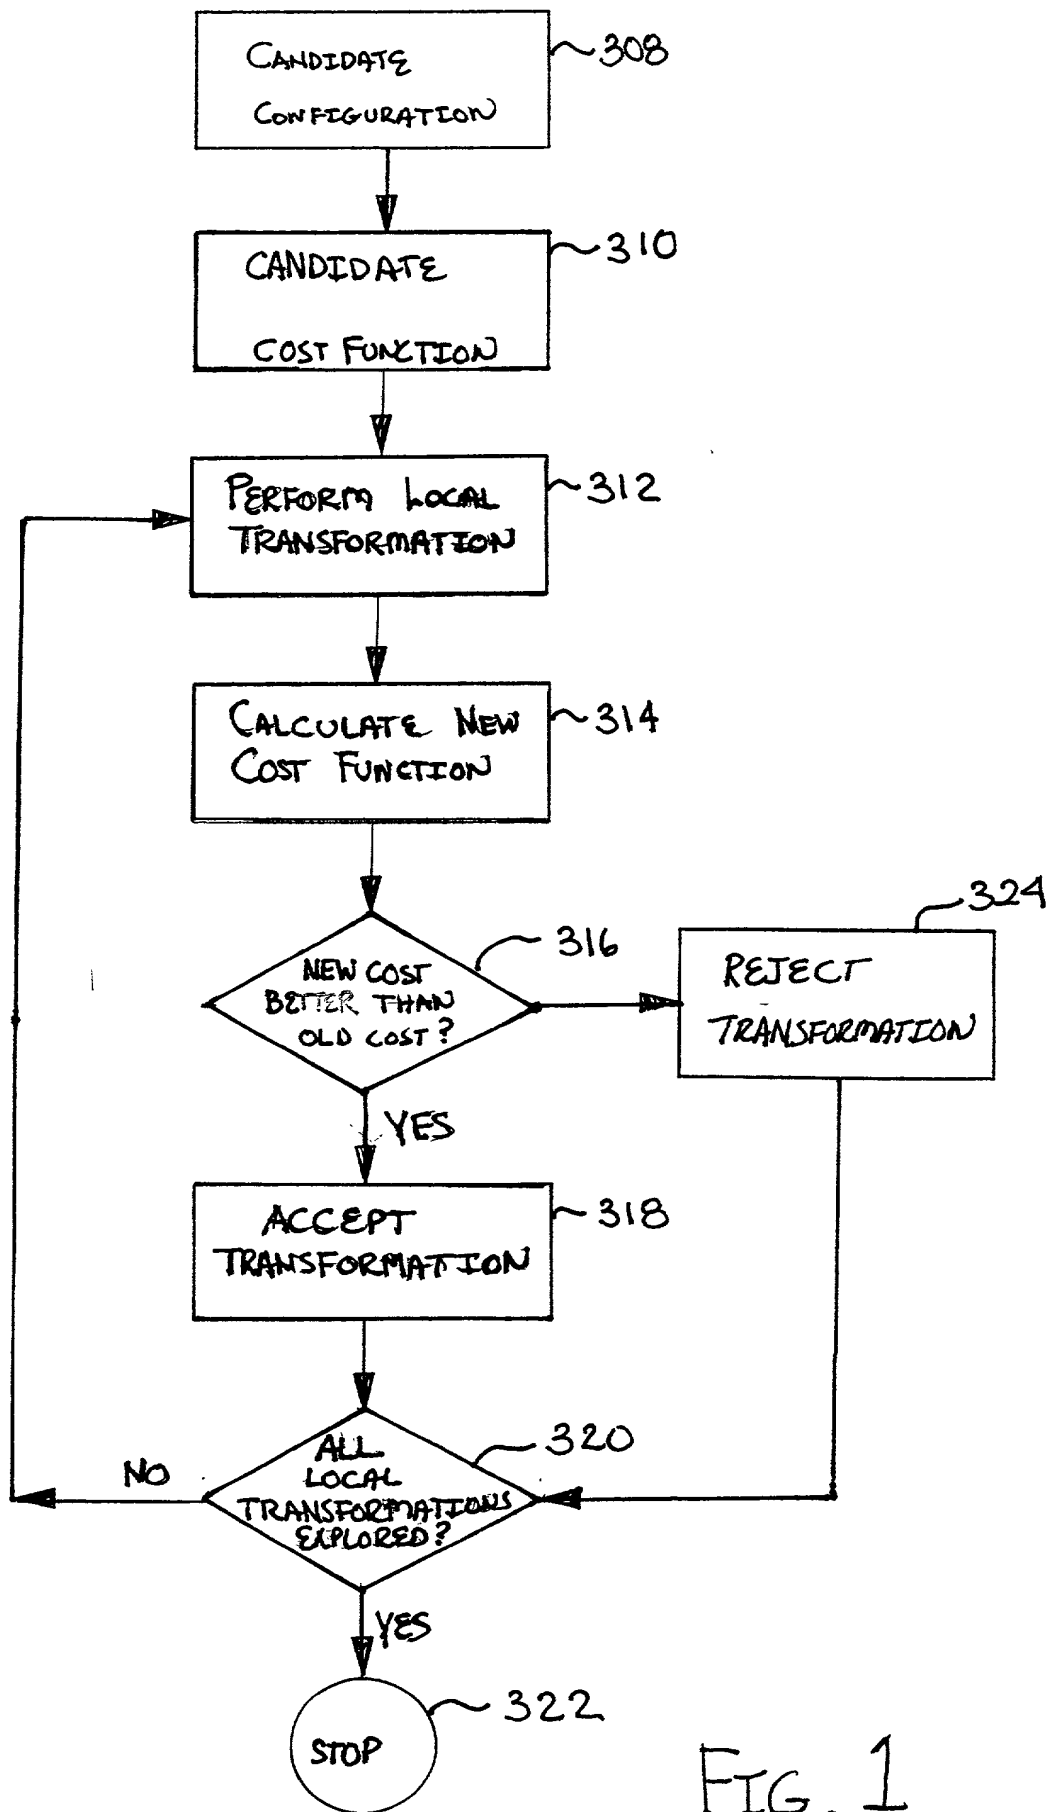 CANDIDATE
CONFIGURATION
308
CANDIDATE
COST FUNCTION
310
PERFORM LOCAL
TRANSFORMATION
312
CALCULATE NEW
COST FUNCTION
314
NEW COST
BETTER THAN
OLD COST?
316
324
REJECT
TRANSFORMATION
YES
ACCEPT
TRANSFORMATION
318
ALL
LOCAL
TRANSFORMATIONS
EXPLORED?
320
NO
YES
STOP
322
FIG. 1